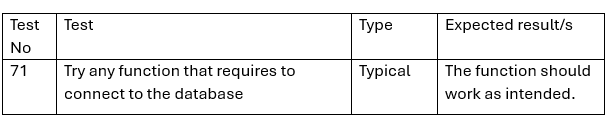 Test No
Test
Type
Expected result/s
71
Try any function that requires to
connect to the database
Typical
The function should
work as intended.